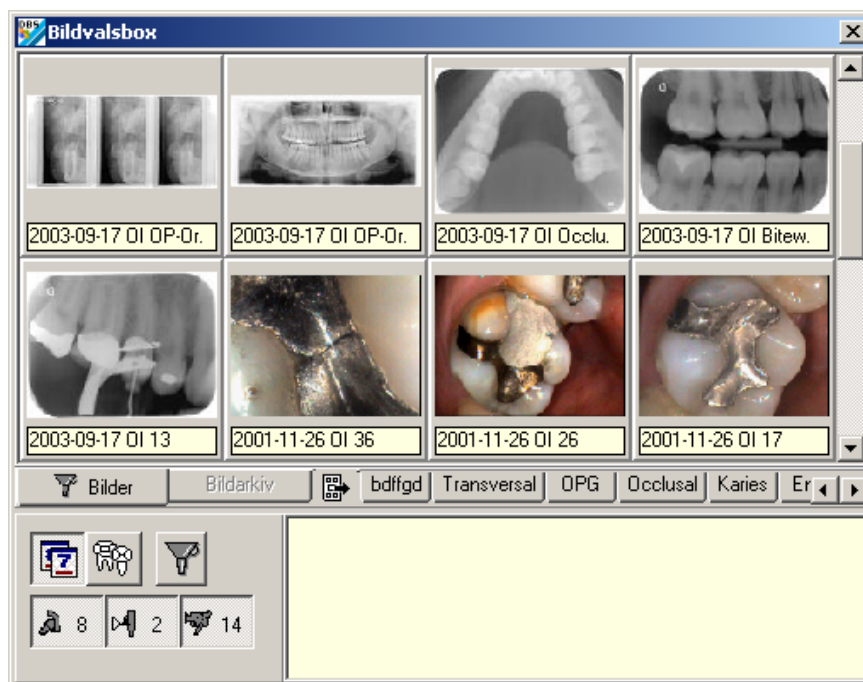 DBS
Bildvalsbox
2003-09-17 OI OP-Or.
2003-09-17 OI OP-Or.
2003-09-17 OI Occlu.
2003-09-17 OI Bitew.
2003-09-17 OI 13
2001-11-26 OI 36
2001-11-26 OI 26
2001-11-26 OI 17
Bilder
Bildarkiv
bdffgd
Transversal
OPG
Occlusal
Karies
Er
7
8
2
14